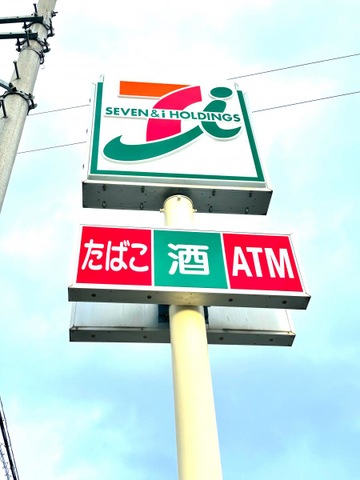 SEVEN & i HOLDINGS
たばこ 酒 ATM